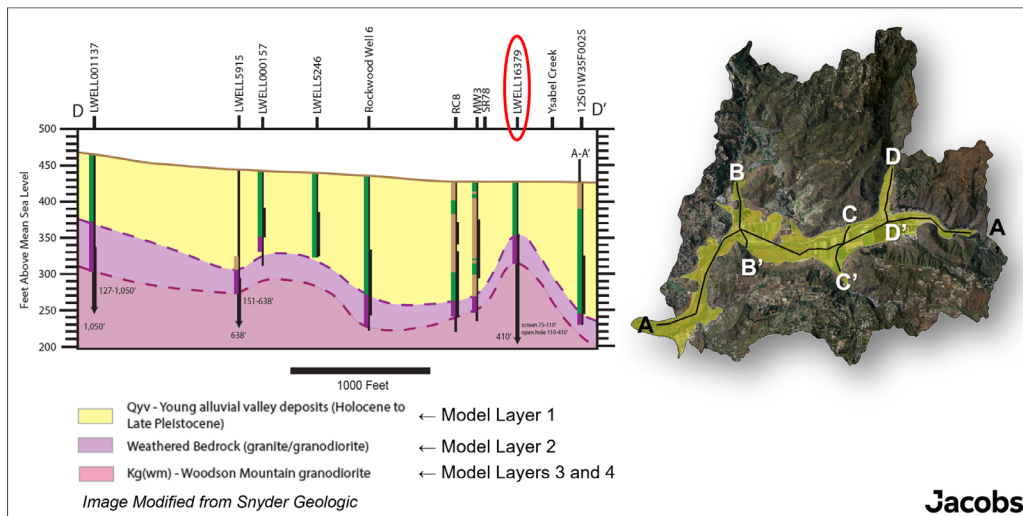 LWELL001137
LWELL5915
LWELL000157
LWELL5246
Rockwood Well 6
RC8
MW3
SR78
LWELL16379
Ysabel Creek
12S01W35F002S
D
D’
A-A’
500
450
400
350
300
250
200
Feet Above Mean Sea Level
127-1,050’
1,050’
151-638’
638’
screen 75-110’
open hole 110-410’
410’
1000 Feet
Qyv - Young alluvial valley deposits (Holocene to
Late Pleistocene)
← Model Layer 1
Weathered Bedrock (granite/granodiorite)
← Model Layer 2
Kg(wm) - Woodson Mountain granodiorite
← Model Layers 3 and 4
Image Modified from Snyder Geologic
B
D
C
A
D’
B’
C’
A
Jacobs